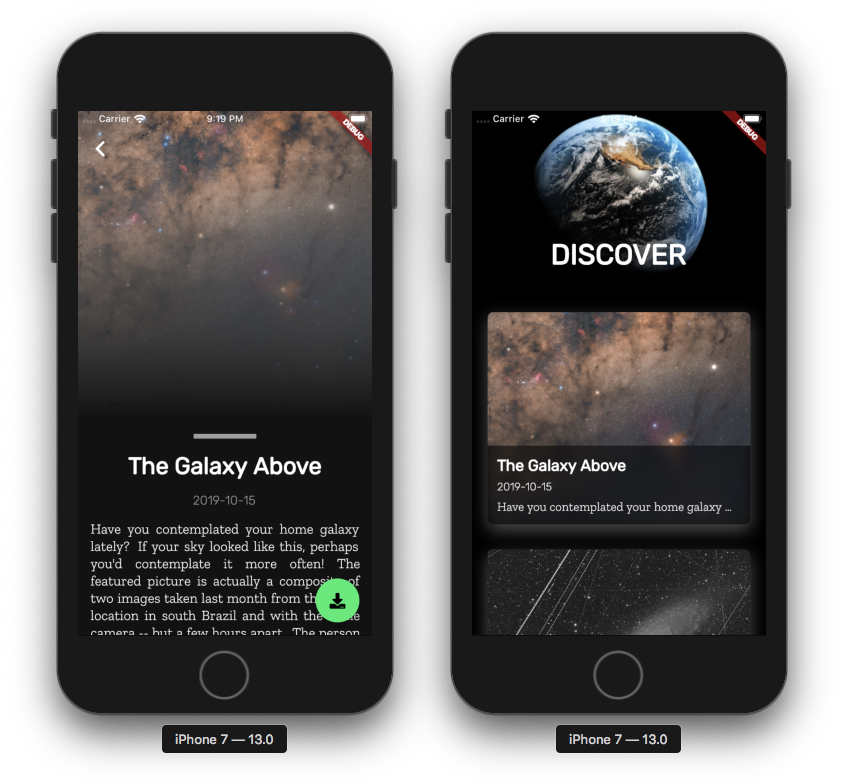 Carrier 9:19 PM
DEBUG
The Galaxy Above
2019-10-15
Have you contemplated your home galaxy
lately? If your sky looked like this, perhaps
you'd contemplate it more often! The
featured picture is actually a composite of
two images taken last month from th
location in south Brazil and with the e
camera -- but a few hours apart. The person
iPhone 7 — 13.0
Carrier 9:19 PM
DEBUG
DISCOVER
The Galaxy Above
2019-10-15
Have you contemplated your home galaxy ...
iPhone 7 — 13.0